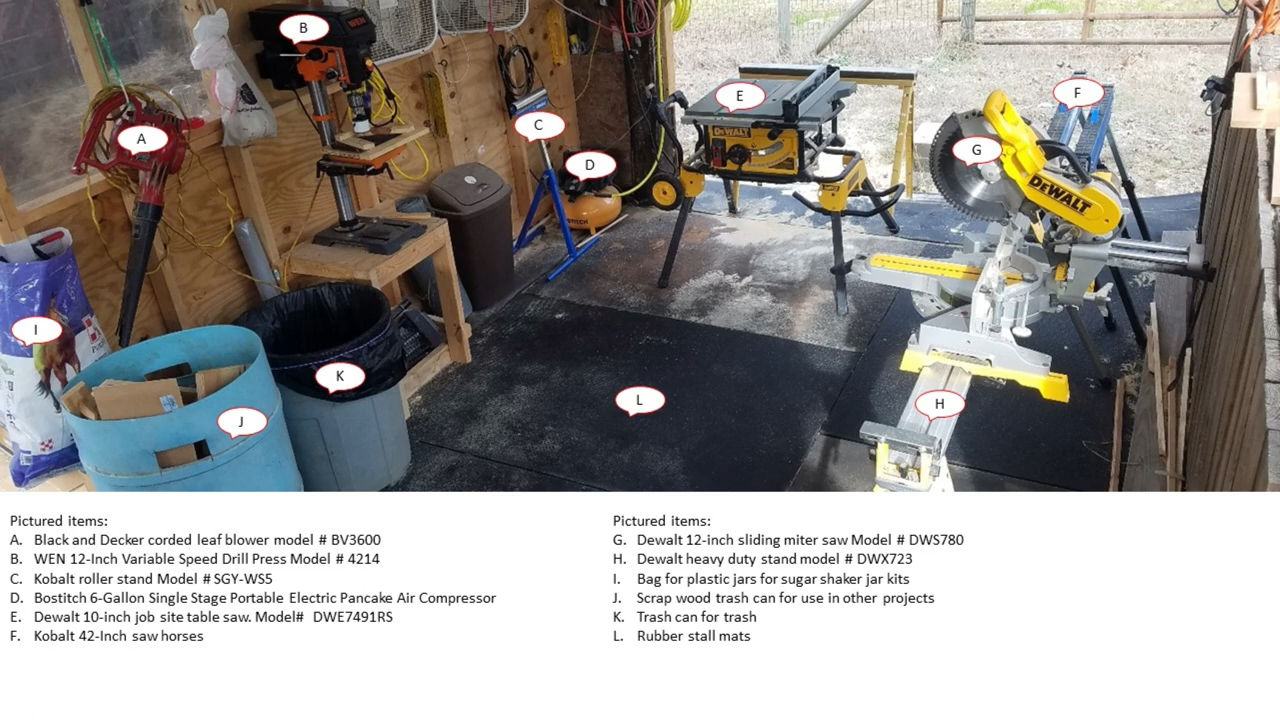 A
B
WEN
C
D
E
DEWALT
F
G
DEWALT
H
I
J
K
L
Pictured items:
A. Black and Decker corded leaf blower model # BV3600
B. WEN 12-Inch Variable Speed Drill Press Model # 4214
C. Kobalt roller stand Model # SGY-WS5
D. Bostitch 6-Gallon Single Stage Portable Electric Pancake Air Compressor
E. Dewalt 10-inch job site table saw. Model# DWE7491RS
F. Kobalt 42-Inch saw horses
Pictured items:
G. Dewalt 12-inch sliding miter saw Model # DWS780
H. Dewalt heavy duty stand model # DWX723
I. Bag for plastic jars for sugar shaker jar kits
J. Scrap wood trash can for use in other projects
K. Trash can for trash
L. Rubber stall mats